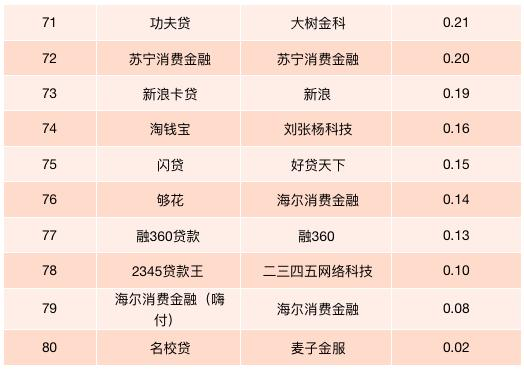 71 功夫贷 大树金科 0.21
72 苏宁消费金融 苏宁消费金融 0.20
73 新浪卡贷 新浪 0.19
74 淘钱宝 刘张杨科技 0.16
75 闪贷 好贷天下 0.15
76 够花 海尔消费金融 0.14
77 融360贷款 融360 0.13
78 2345贷款王 二三四五网络科技 0.10
79 海尔消费金融（嗨
付） 海尔消费金融 0.08
80 名校贷 麦子金服 0.02